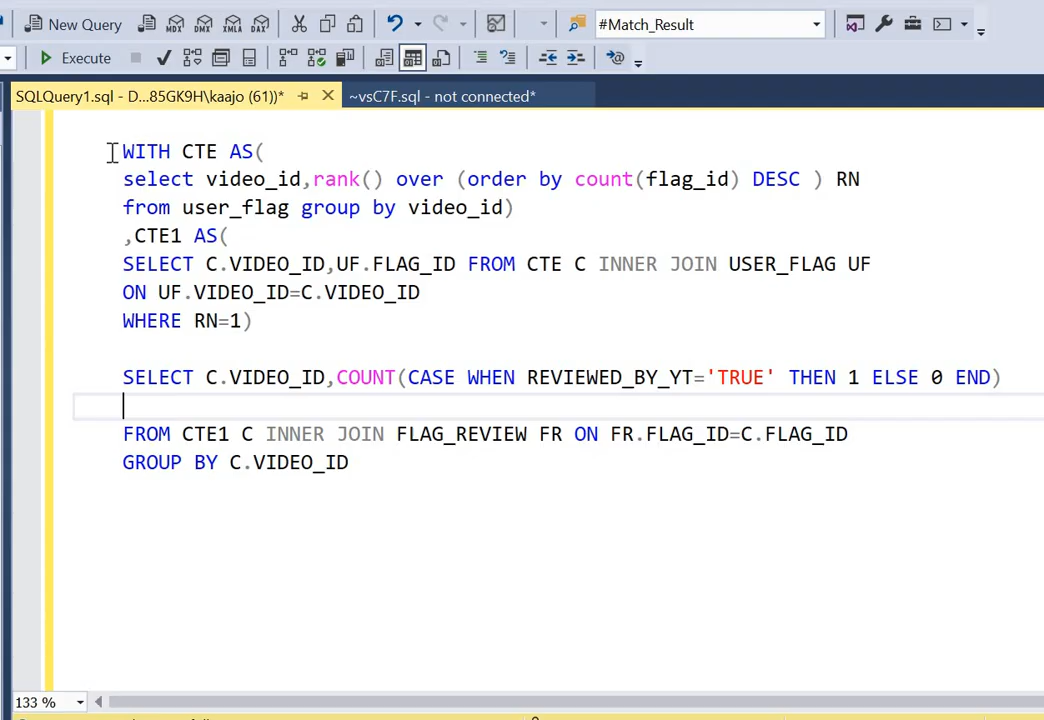 New Query MDX DMX XMLA DAX #Match_Result
Execute
SQLQuery1.sql - D...85GK9H\kaajo (61))* ~vsC7F.sql - not connected*
WITH CTE AS(
select video_id,rank() over (order by count(flag_id) DESC ) RN
from user_flag group by video_id)
,CTE1 AS(
SELECT C.VIDEO_ID,UF.FLAG_ID FROM CTE C INNER JOIN USER_FLAG UF
ON UF.VIDEO_ID=C.VIDEO_ID
WHERE RN=1)
SELECT C.VIDEO_ID,COUNT(CASE WHEN REVIEWED_BY_YT='TRUE' THEN 1 ELSE 0 END)
FROM CTE1 C INNER JOIN FLAG_REVIEW FR ON FR.FLAG_ID=C.FLAG_ID
GROUP BY C.VIDEO_ID
133 %